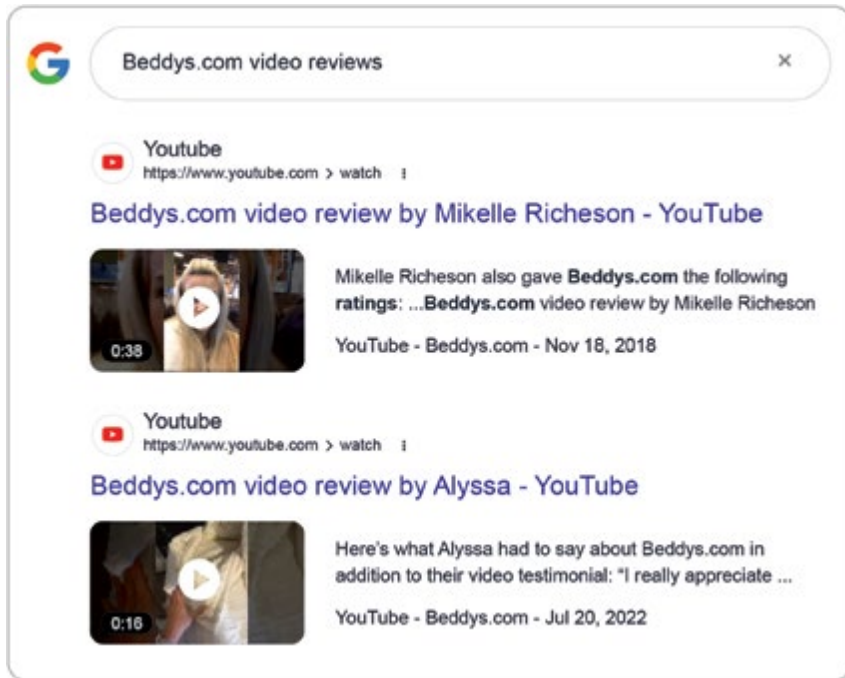 Beddys.com video reviews
Youtube
https://www.youtube.com > watch
Beddys.com video review by Mikelle Richeson - YouTube
0:38
Mikelle Richeson also gave Beddys.com the following
ratings: ...Beddys.com video review by Mikelle Richeson
YouTube - Beddys.com - Nov 18, 2018
Youtube
https://www.youtube.com > watch
Beddys.com video review by Alyssa - YouTube
0:16
Here's what Alyssa had to say about Beddys.com in
addition to their video testimonial: “I really appreciate ...
YouTube - Beddys.com - Jul 20, 2022